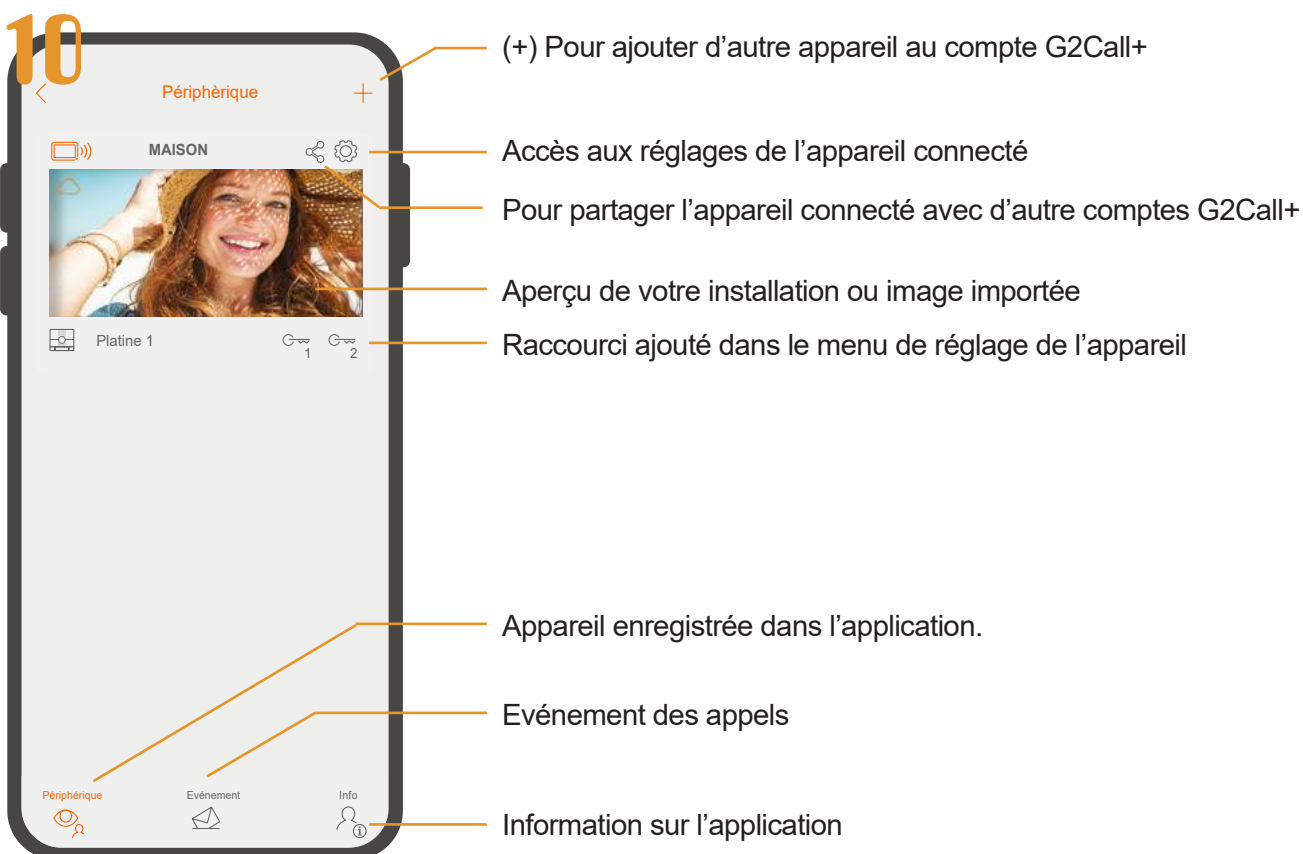 10
(+) Pour ajouter d'autre appareil au compte G2Call+
Périphèrique
MAISON
Accès aux réglages de l'appareil connecté
Pour partager l'appareil connecté avec d'autre comptes G2Call+
Aperçu de votre installation ou image importée
Platine 1
1
2
Raccourci ajouté dans le menu de réglage de l'appareil
Appareil enregistrée dans l'application.
Evénement des appels
Périphérique
Evénement
Info
Information sur l'application